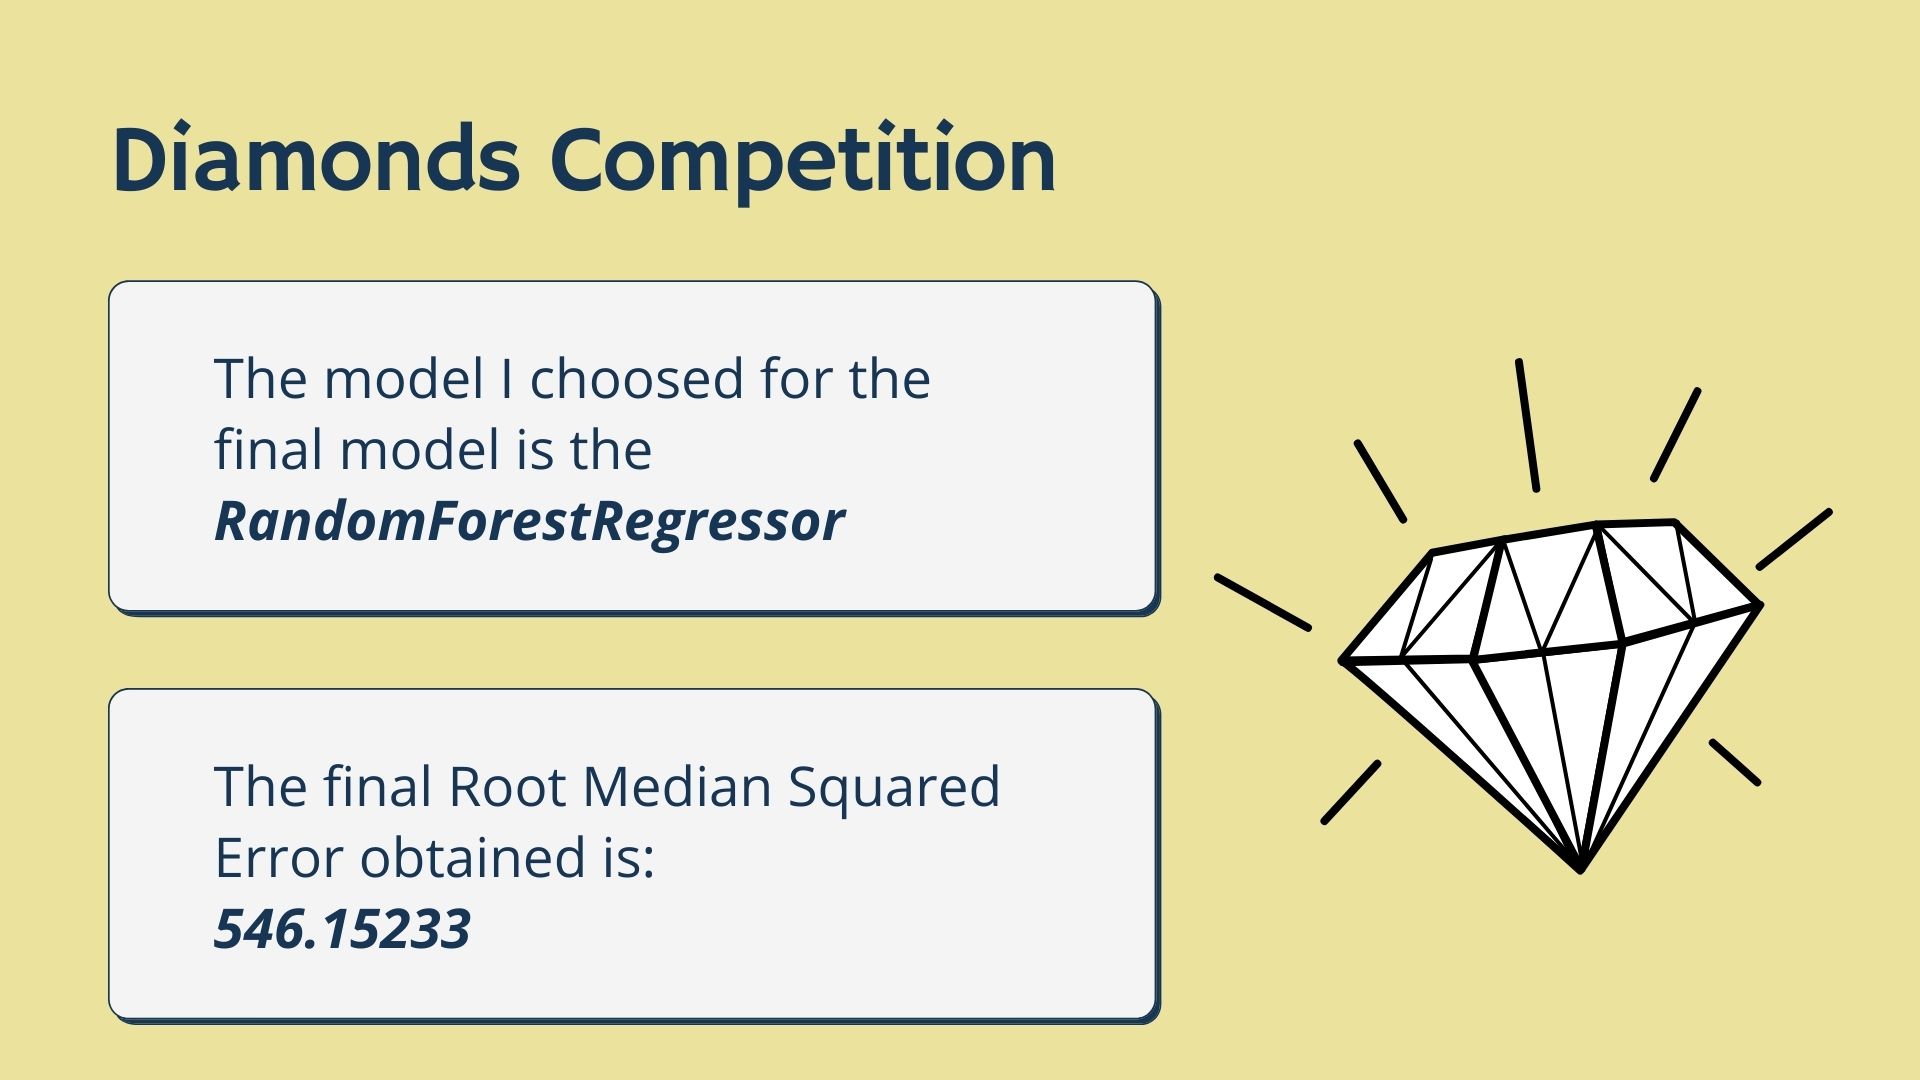 Diamonds Competition
The model I choosed for the
final model is the
RandomForestRegressor
The final Root Median Squared
Error obtained is:
546.15233